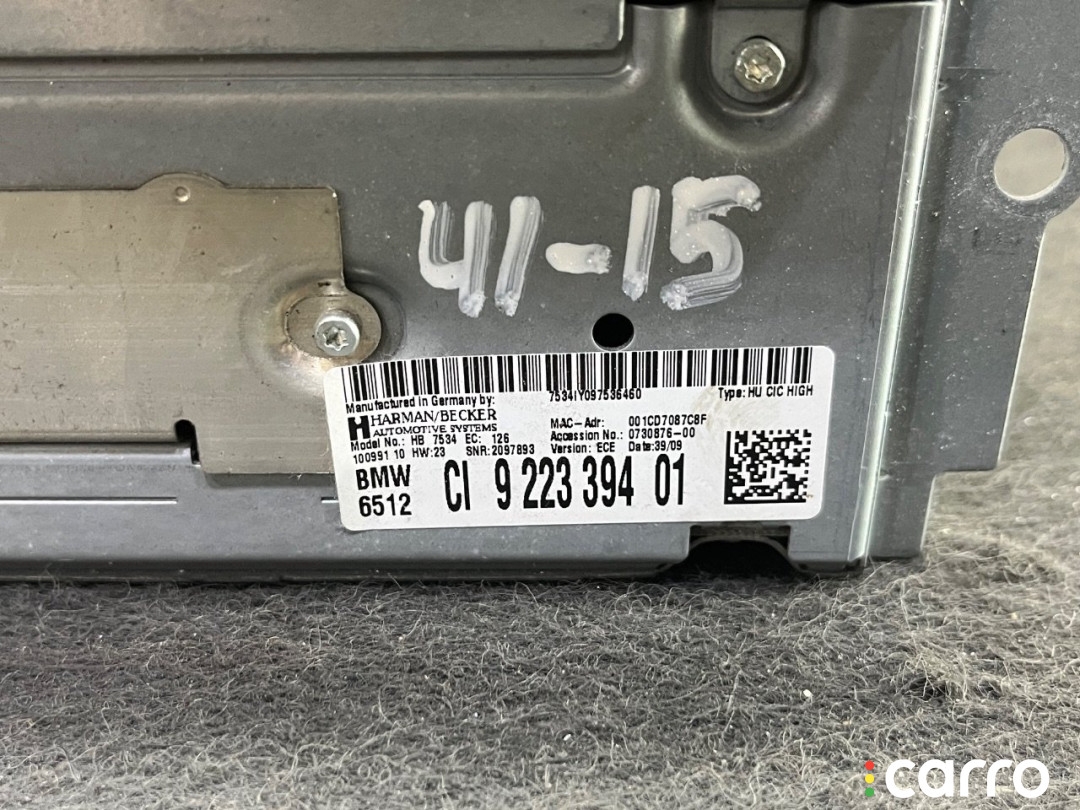 41-15
7534IY097536460
Type: HU CIC HIGH
Manufactured in Germany by:
HARMAN/BECKER
AUTOMOTIVE SYSTEMS
MAC-Adr: 001CD7087C8F
Accession No.: 0730876-00
Model No.: HB 7534 EC: 126
Version: ECE Date:39/09
10099110 HW:23 SNR:2097893
BMW
6512
CI 9 223 394 01
carro